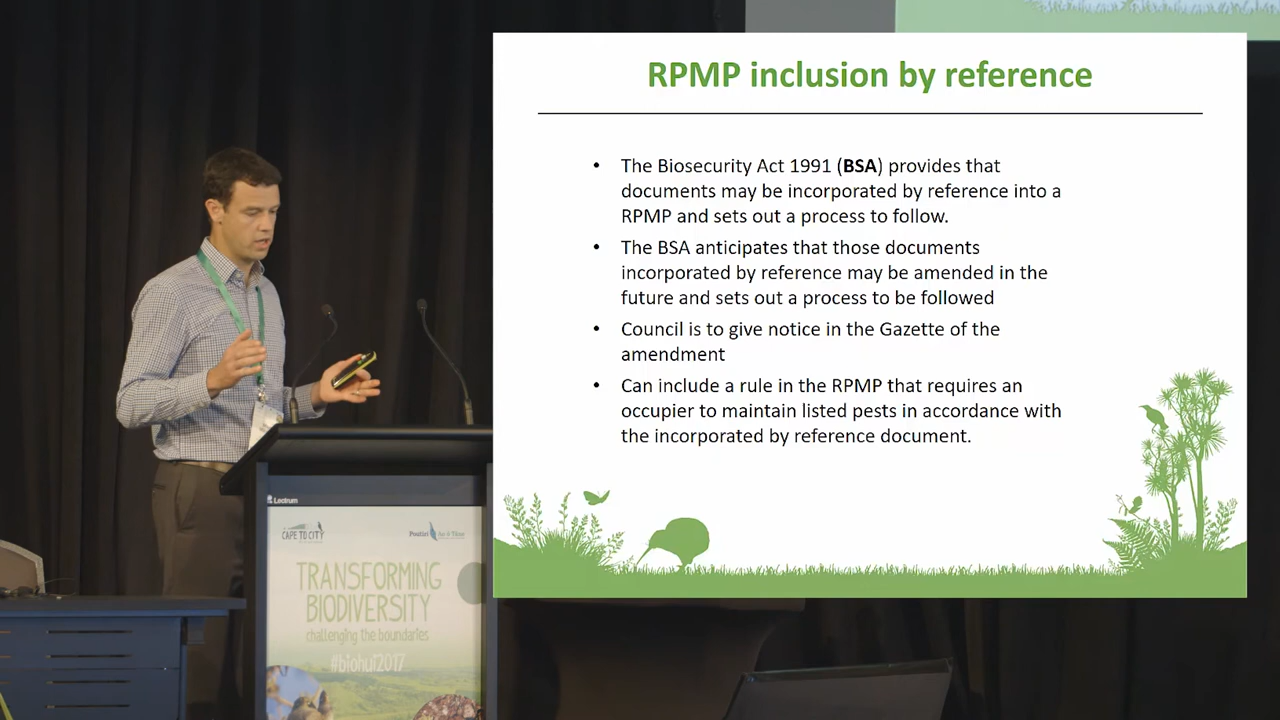 RPMP inclusion by reference
• The Biosecurity Act 1991 (BSA) provides that
documents may be incorporated by reference into a
RPMP and sets out a process to follow.
• The BSA anticipates that those documents
incorporated by reference may be amended in the
future and sets out a process to be followed
• Council is to give notice in the Gazette of the
amendment
• Can include a rule in the RPMP that requires an
occupier to maintain listed pests in accordance with
the incorporated by reference document.
Lectrum
CAPE TO CITY
TRANSFORMING
BIODIVERSITY
challenging the boundaries
#biohui2017